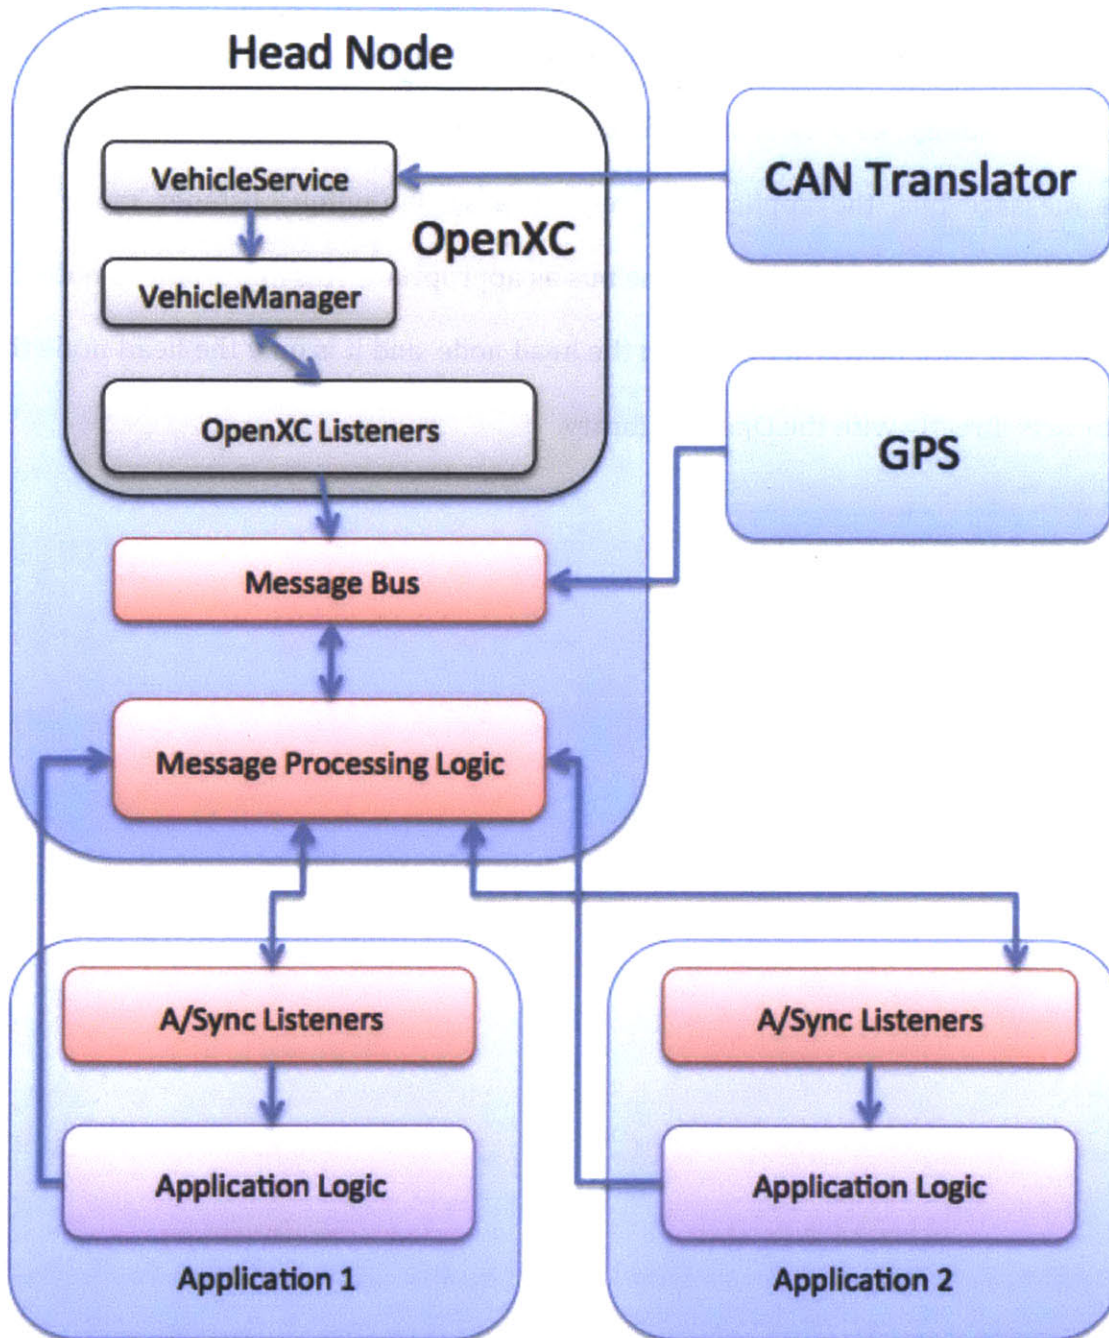 Head Node
VehicleService
CAN Translator
OpenXC
VehicleManager
OpenXC Listeners
GPS
Message Bus
Message Processing Logic
A/Sync Listeners
A/Sync Listeners
Application Logic
Application Logic
Application 1
Application 2